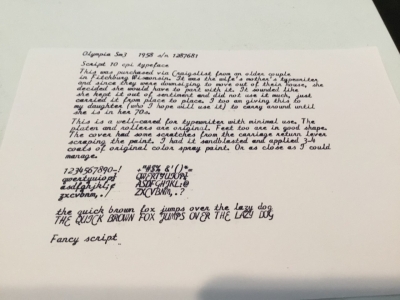 Olympia Sm3   1958 s/n 1287681
Script 10 cpi typeface
This was purchased via Craigslist from an older couple
in Fitchburg Wisconsin. It was the wife's mother's typewriter
and since they were downsizing to move out of their house, she
decided she would have to part with it. It sounded like
she kept it out of sentiment and did not use it much, just
carried it from place to place. I too am giving this to
my daughter (who I hope will use it) to carry around until
she is in her 70s.
This is a well-cared for typewriter with minimal use. The
platen and rollers are original. Feet too are in good shape.
The cover had some scratches from the carriage return lever
scraping the paint. I had it sandblasted and applied 3-4
coats of original color spray paint. Or as close as I could
manage.
1234567890-! ."#$% &'()*-
qwertyuiop QWERTYUIOP
asdfghjkl;¢ ASDFGHJKL:@
zxcvbnm,./ ZXCVBNM,.?
the quick brown fox jumps over the lazy dog
THE QUICK BROWN FOX JUMPS OVER THE LAZY DOG
Fancy script